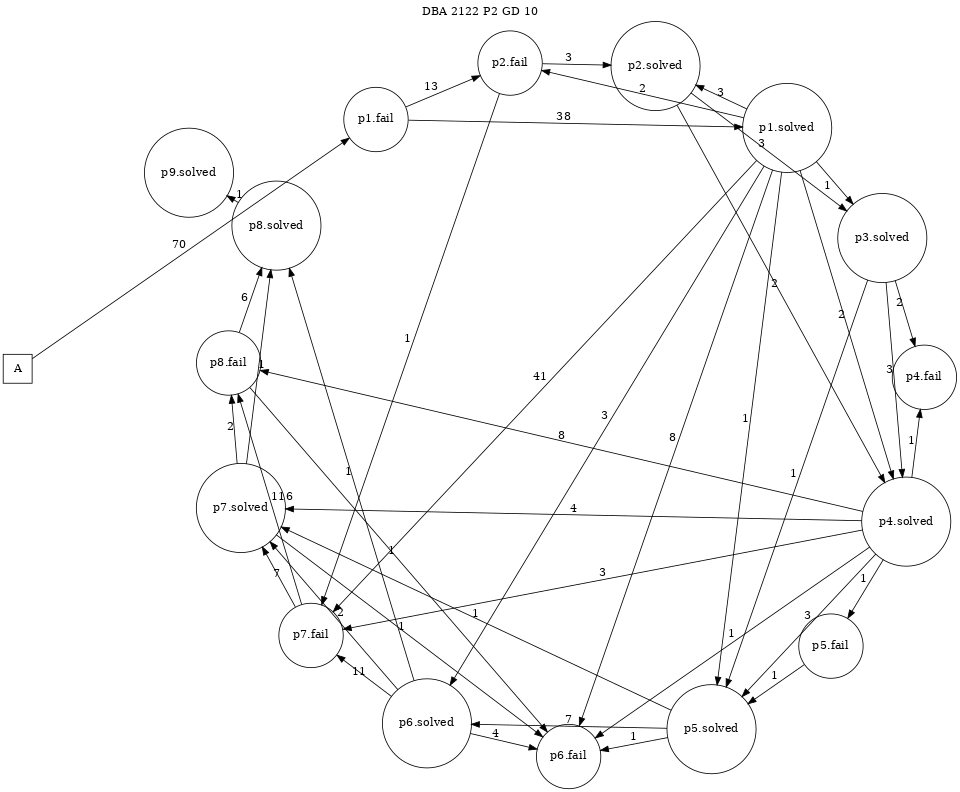 DBA 2122 P2 GD 10
p2.fail
3
p2.solved
13
2
3
p1.fail
38
p1.solved
3
p9.solved
1
1
p8.solved
p3.solved
70
2
6
2
2
1
A
p8.fail
1
3
p4.fail
41
2
3
1
8
8
1
1
1
116
p7.solved
4
p4.solved
1
7
3
1
2
1
1
3
p7.fail
1
p5.fail
11
1
p6.solved
7
p5.solved
4
1
p6.fail